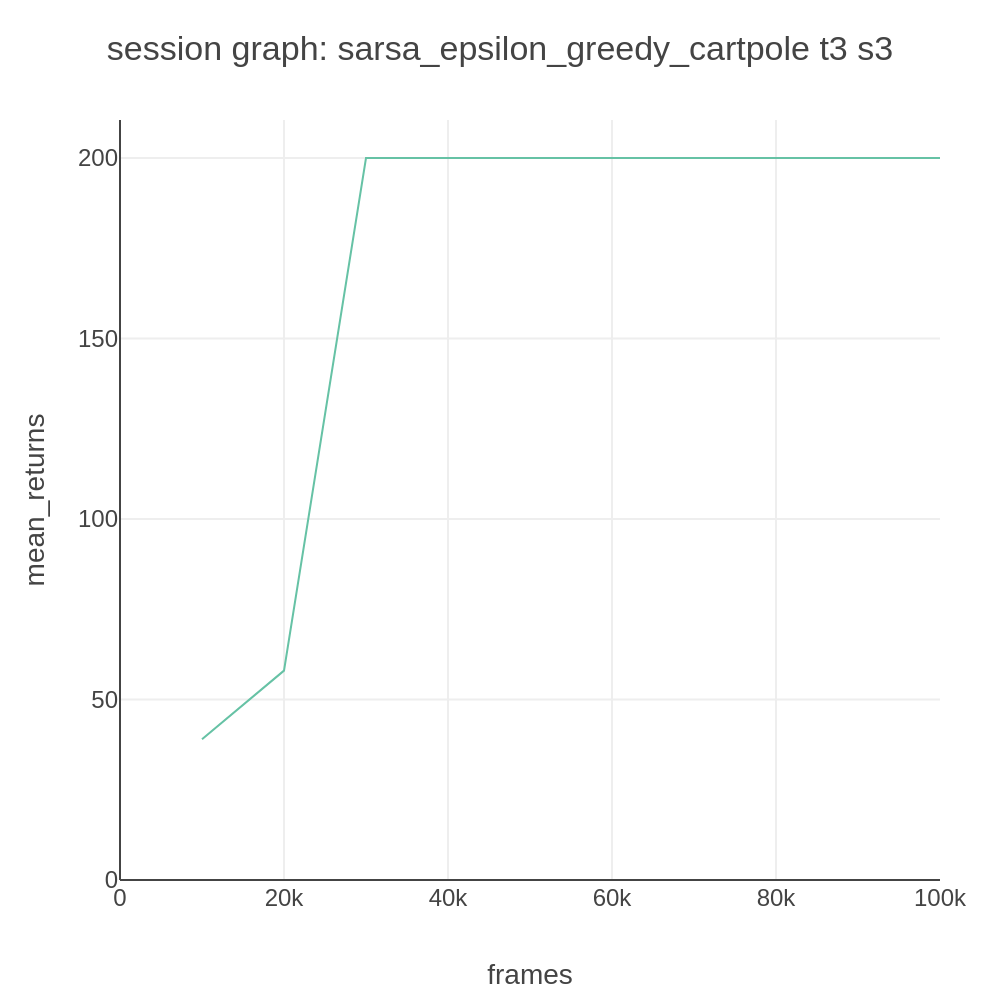 session graph: sarsa_epsilon_greedy_cartpole t3 s3
200
150
100
50
0
mean_returns
0
20k
40k
60k
80k
100k
frames